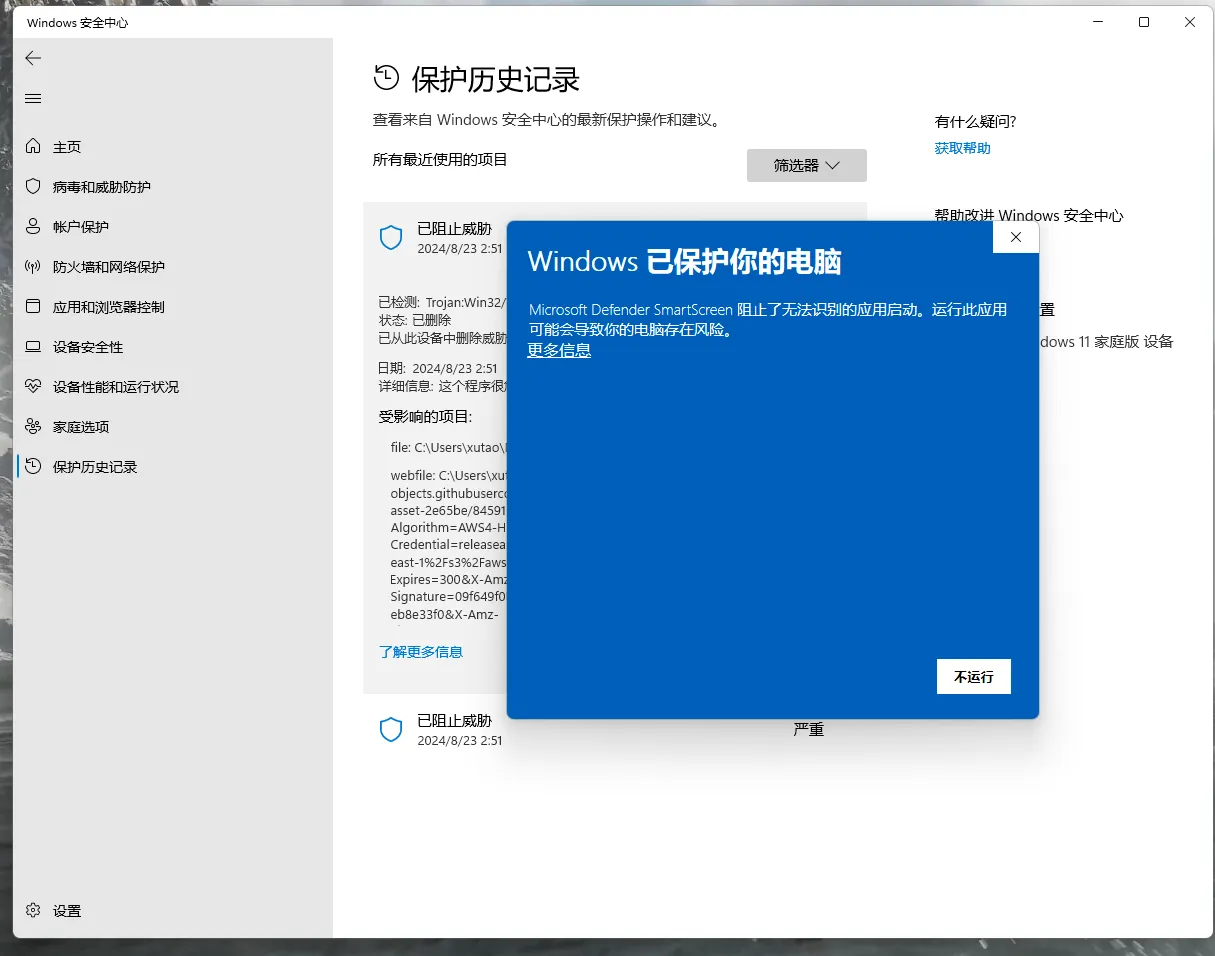 Windows 安全中心
主页
病毒和威胁防护
帐户保护
防火墙和网络保护
应用和浏览器控制
设备安全性
设备性能和运行状况
家庭选项
保护历史记录
设置
保护历史记录
查看来自 Windows 安全中心的最新保护操作和建议。
所有最近使用的项目
筛选器
已阻止威胁
2024/8/23 2:51
已检测: Trojan:Win32/
状态: 已删除
已从此设备中删除威胁
日期: 2024/8/23 2:51
详细信息: 这个程序很
受影响的项目:
file: C:\Users\xutao\
webfile: C:\Users\xu
objects.githubuserc
asset-2e65be/84591
Algorithm=AWS4-H
Credential=releasea
east-1%2Fs3%2Faws
Expires=300&X-Amz
Signature=09f649f0
eb8e33f0&X-Amz-
了解更多信息
已阻止威胁
2024/8/23 2:51
严重
Windows 已保护你的电脑
Microsoft Defender SmartScreen 阻止了无法识别的应用启动。运行此应用
可能会导致你的电脑存在风险。
更多信息
不运行
有什么疑问?
获取帮助
帮助改进 Windows 安全中心
置
dows 11 家庭版 设备